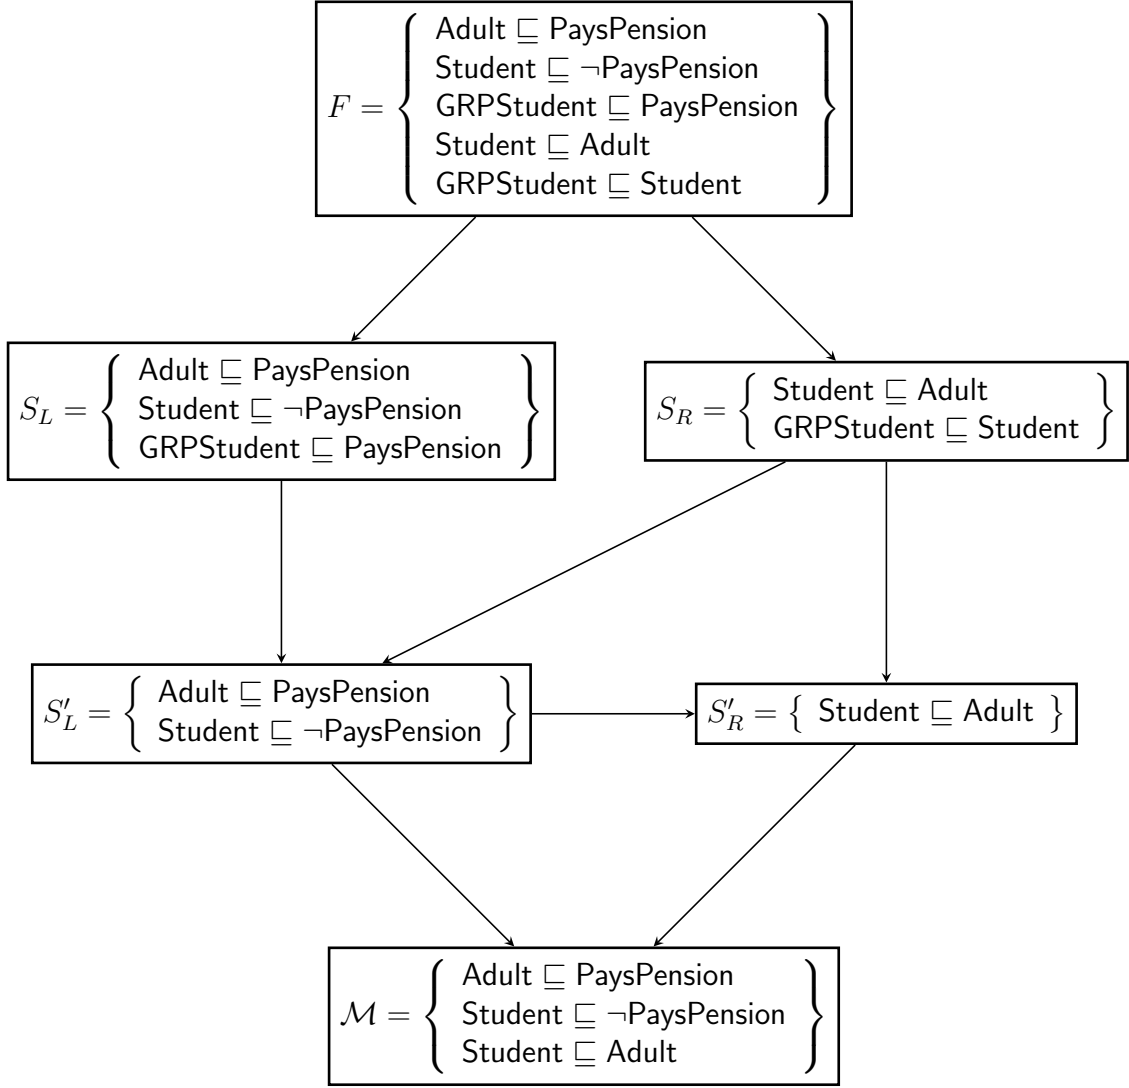 F = { Adult ⊑ PaysPension
Student ⊑ ¬PaysPension
GRPStudent ⊑ PaysPension
Student ⊑ Adult
GRPStudent ⊑ Student }
S_L = { Adult ⊑ PaysPension
Student ⊑ ¬PaysPension
GRPStudent ⊑ PaysPension }
S_R = { Student ⊑ Adult
GRPStudent ⊑ Student }
S′_L = { Adult ⊑ PaysPension
Student ⊑ ¬PaysPension }
S′_R = { Student ⊑ Adult }
ℳ = { Adult ⊑ PaysPension
Student ⊑ ¬PaysPension
Student ⊑ Adult }